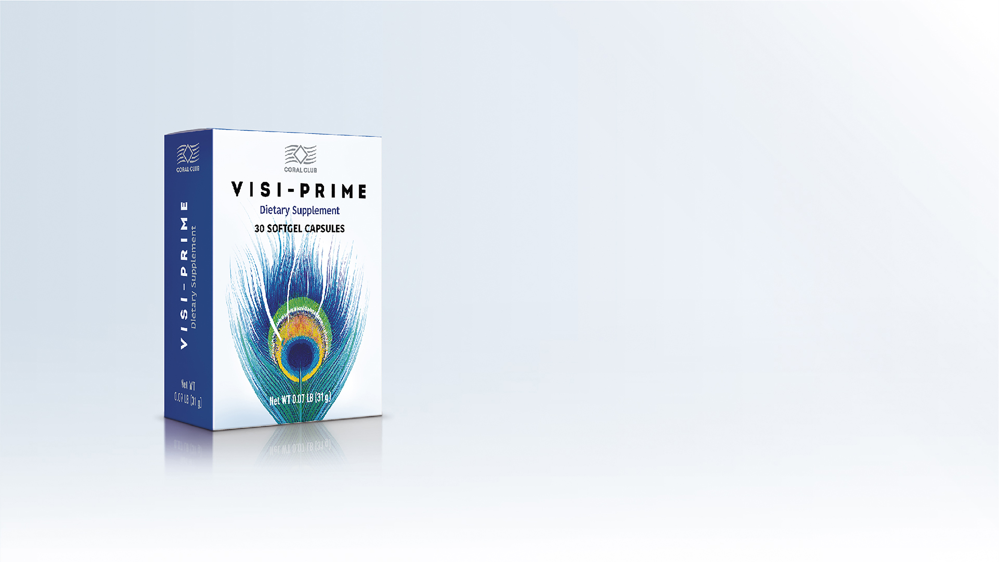 CORAL CLUB
VISI-PRIME
Dietary Supplement
Net WT
0.07 LB (31 g)
CORAL CLUB
VISI-PRIME
Dietary Supplement
30 SOFTGEL CAPSULES
Net WT 0.07 LB (31 g)